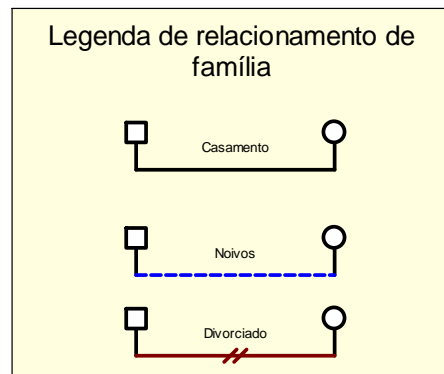 Legenda de relacionamento de
família
Casamento
Noivos
Divorciado